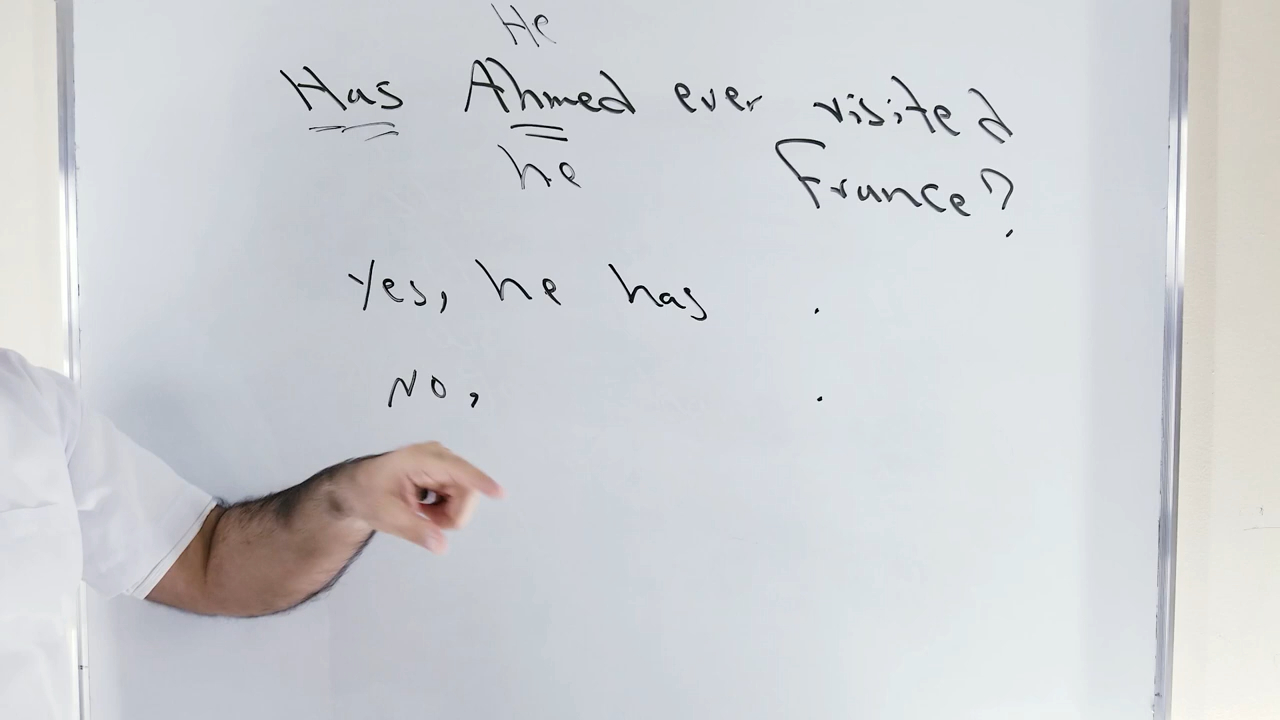 He
Has Ahmed ever visited
he
France?
Yes, he has .
No, .